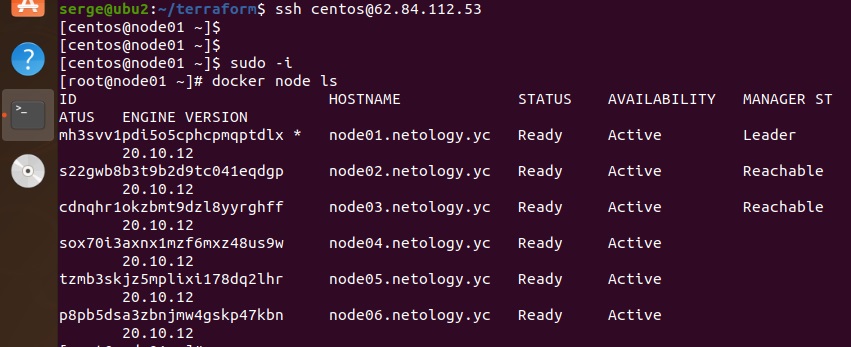 serge@ubu2:~/terraform$ ssh centos@62.84.112.53
[centos@node01 ~]$
[centos@node01 ~]$
[centos@node01 ~]$ sudo -i
[root@node01 ~]# docker node ls
ID HOSTNAME STATUS AVAILABILITY MANAGER ST
ATUS ENGINE VERSION
mh3svv1pdi5o5cphcpmqptdlx * node01.netology.yc Ready Active Leader
20.10.12
s22gwb8b3t9b2d9tc041eqdgp node02.netology.yc Ready Active Reachable
20.10.12
cdnqhr1okzbmt9dzl8yyrghff node03.netology.yc Ready Active Reachable
20.10.12
sox70i3axnx1mzf6mxz48us9w node04.netology.yc Ready Active
20.10.12
tzmb3skjz5mplixi178dq2lhr node05.netology.yc Ready Active
20.10.12
p8pb5dsa3zbnjmw4gskp47kbn node06.netology.yc Ready Active
20.10.12